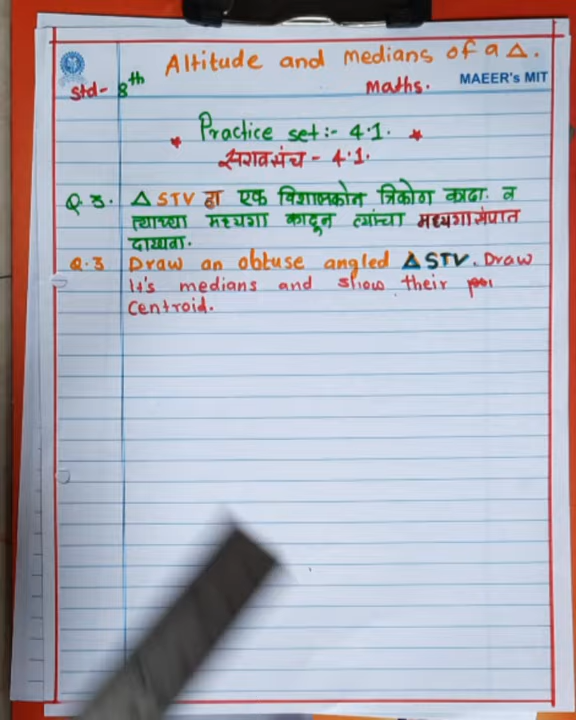 Altitude and medians of a △.
Std- 8th Maths. MAEER's MIT
* Practice set:- 4.1. *
सरावसंच - 4.1.
Q.3. △ STV हा एक विशालकोन त्रिकोण काढा. व
त्याच्या मध्यगा काढून त्यांचा मध्यगासंपात
दाखवा.
Q.3 Draw an obtuse angled △STV. Draw
It's medians and show their poi
Centroid.